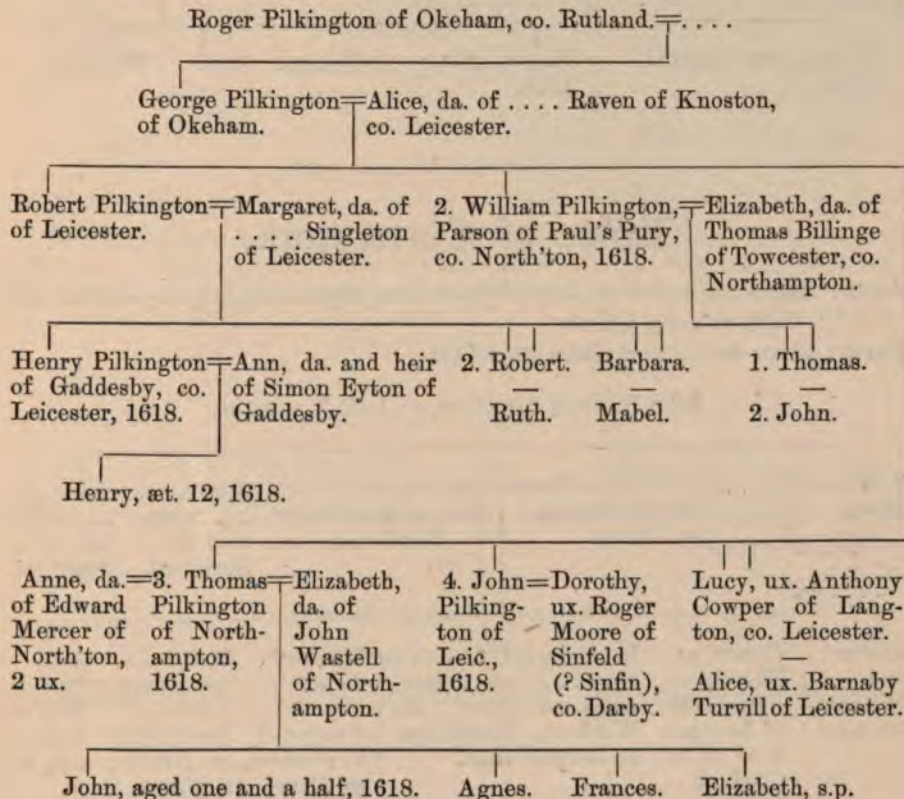 Roger Pilkington of Okeham, co. Rutland.=. . . .
George Pilkington=Alice, da. of . . . . Raven of Knoston,
of Okeham. co. Leicester.
Robert Pilkington=Margaret, da. of 2. William Pilkington,=Elizabeth, da. of
of Leicester. . . . . Singleton Parson of Paul's Pury, Thomas Billinge
of Leicester. co. North'ton, 1618. of Towcester, co.
Northampton.
Henry Pilkington=Ann, da. and heir 2. Robert. Barbara. 1. Thomas.
of Gaddesby, co. of Simon Eyton of — — —
Leicester, 1618. Gaddesby. Ruth. Mabel. 2. John.
Henry, æt. 12, 1618.
Anne, da.=3. Thomas=Elizabeth, 4. John=Dorothy, Lucy, ux. Anthony
of Edward Pilkington da. of Pilking- ux. Roger Cowper of Lang-
Mercer of of North- John ton of Moore of ton, co. Leicester.
North'ton, ampton, Wastell Leic., Sinfeld —
2 ux. 1618. of North- 1618. (? Sinfin), Alice, ux. Barnaby
ampton. co. Darby. Turvill of Leicester.
John, aged one and a half, 1618. Agnes. Frances. Elizabeth, s.p.